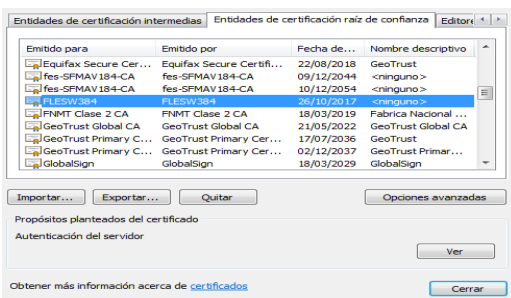 Entidades de certificación intermedias Entidades de certificación raíz de confianza Editore
Emitido para Emitido por Fecha de... Nombre descriptivo
Equifax Secure Cer... Equifax Secure Certifi... 22/08/2018 GeoTrust
fes-SFMAV184-CA fes-SFMAV184-CA 09/12/2044 <ninguno>
fes-SFMAV184-CA fes-SFMAV184-CA 10/12/2054 <ninguno>
FLESW384 FLESW384 26/10/2017 <ninguno>
FNMT Clase 2 CA FNMT Clase 2 CA 18/03/2019 Fabrica Nacional ...
GeoTrust Global CA GeoTrust Global CA 21/05/2022 GeoTrust Global CA
GeoTrust Primary C... GeoTrust Primary Cer... 17/07/2036 GeoTrust
GeoTrust Primary C... GeoTrust Primary Cer... 02/12/2037 GeoTrust Primar...
GlobalSign GlobalSign 18/03/2029 GlobalSign
Importar... Exportar... Quitar Opciones avanzadas
Propósitos planteados del certificado
Autenticación del servidor
Ver
Obtener más información acerca de certificados
Cerrar